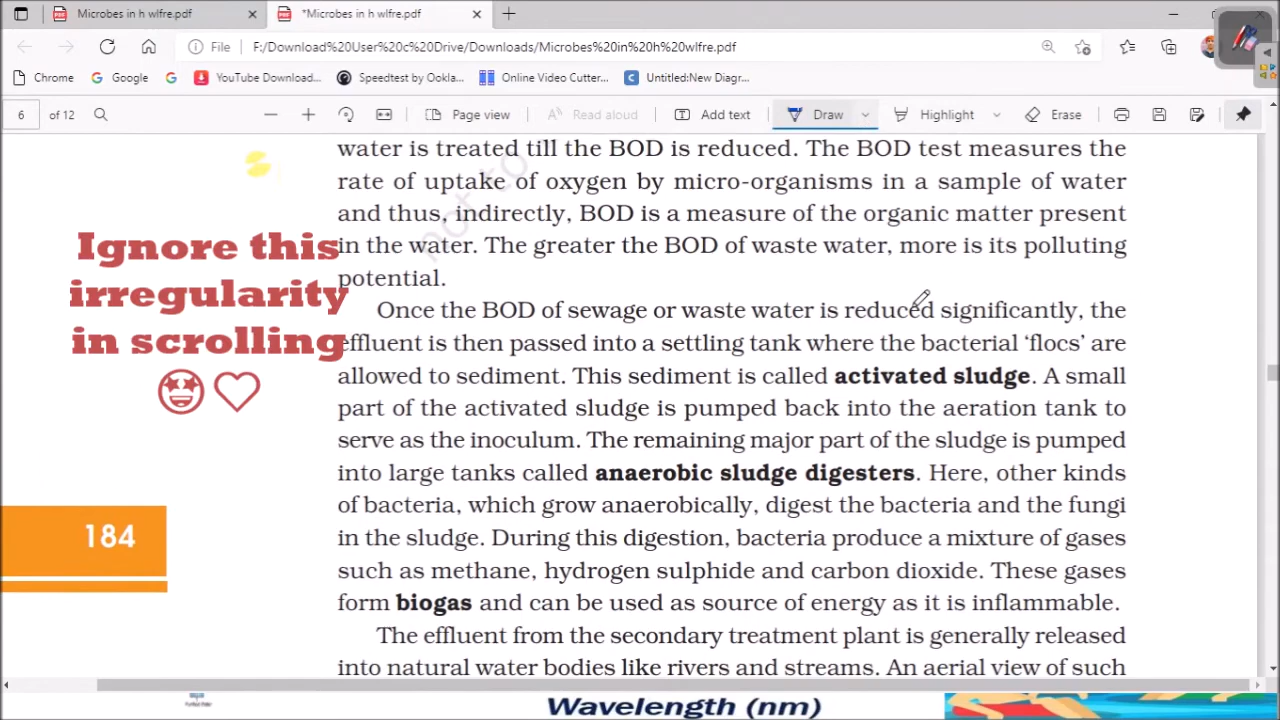 Microbes in h wlfre.pdf
*Microbes in h wlfre.pdf
File F:/Download%20User%20c%20Drive/Downloads/Microbes%20in%20h%20wlfre.pdf
Chrome Google YouTube Download... Speedtest by Ookla... Online Video Cutter... Untitled:New Diagr...
6 of 12 Page view Read aloud Add text Draw Highlight Erase
not to
water is treated till the BOD is reduced. The BOD test measures the
rate of uptake of oxygen by micro-organisms in a sample of water
and thus, indirectly, BOD is a measure of the organic matter present
in the water. The greater the BOD of waste water, more is its polluting
potential.
Ignore this
irregularity
in scrolling
Once the BOD of sewage or waste water is reduced significantly, the
effluent is then passed into a settling tank where the bacterial ‘flocs’ are
allowed to sediment. This sediment is called activated sludge. A small
part of the activated sludge is pumped back into the aeration tank to
serve as the inoculum. The remaining major part of the sludge is pumped
into large tanks called anaerobic sludge digesters. Here, other kinds
of bacteria, which grow anaerobically, digest the bacteria and the fungi
in the sludge. During this digestion, bacteria produce a mixture of gases
such as methane, hydrogen sulphide and carbon dioxide. These gases
form biogas and can be used as source of energy as it is inflammable.
184
The effluent from the secondary treatment plant is generally released
into natural water bodies like rivers and streams. An aerial view of such
Wavelength (nm)